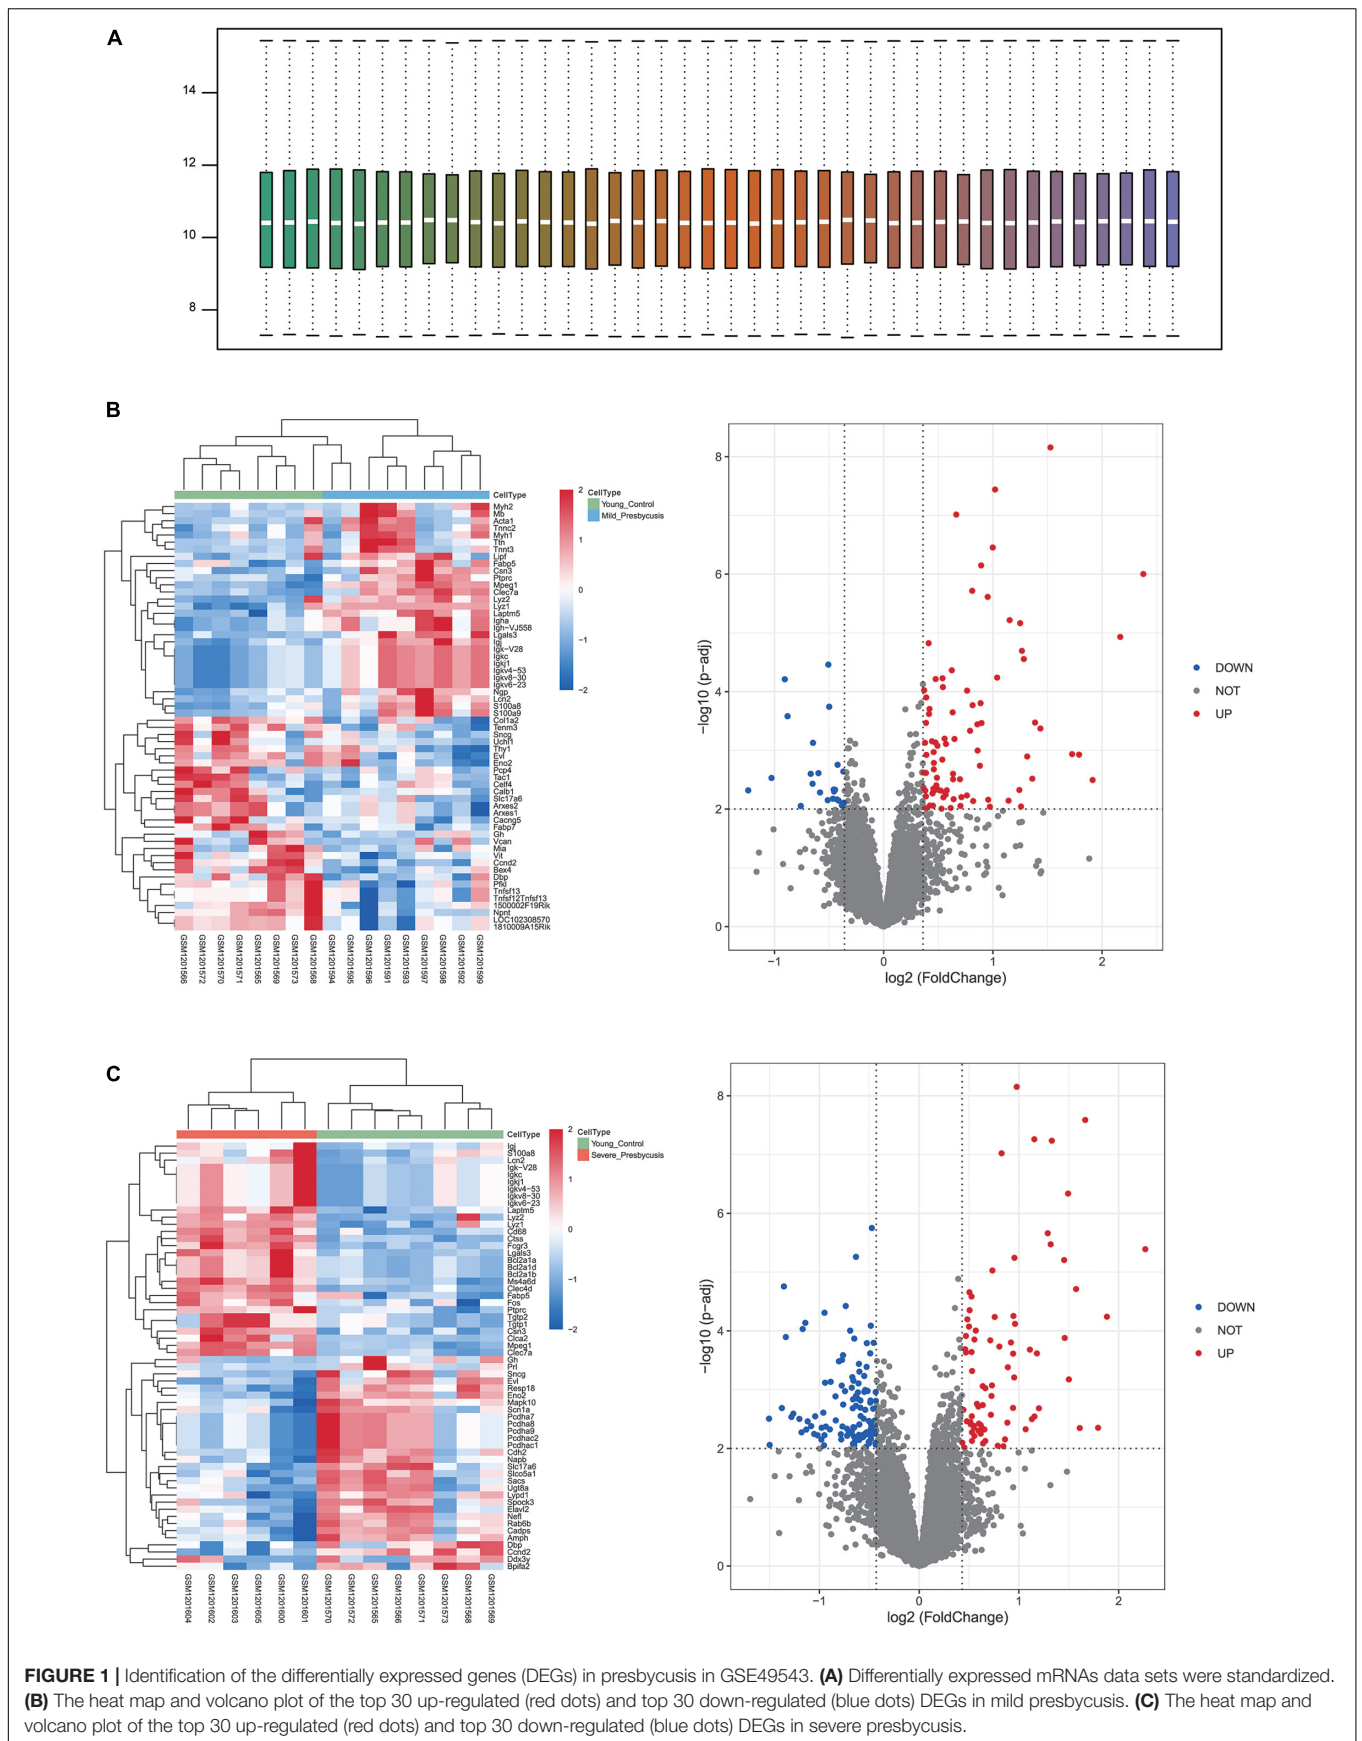 A
14
12
10
8
B
CellType
Myh2
Mb
Acta1
Tnnc2
Myh1
Ttn
Tnnt3
Lipf
Fabp5
Csn3
Ptprc
Mpeg1
Clec7a
Lyz2
Lyz1
Laptm5
Igha
Igh-VJ558
Lgals3
Igj
Igk-V28
Igkc
Igkj1
Igkv4-53
Igkv8-30
Igkv6-23
Ngp
Lcn2
S100a8
S100a9
Col1a2
Tenm3
Sncg
Uchl1
Thy1
Evl
Eno2
Pcp4
Tac1
Celf4
Calb1
Slc17a6
Arxes2
Arxes1
Cacng5
Fabp7
Gh
Vcan
Mia
Vit
Ccnd2
Bex4
Dbp
Pfkl
Tnfsf13
Tnfsf12Tnfsf13
1500002F19Rik
Npnt
LOC102308570
1810009A15Rik
GSM1201566
GSM1201572
GSM1201570
GSM1201571
GSM1201565
GSM1201569
GSM1201573
GSM1201568
GSM1201594
GSM1201595
GSM1201596
GSM1201591
GSM1201593
GSM1201597
GSM1201598
GSM1201592
GSM1201599
2
1
0
−1
−2
CellType
Young_Control
Mild_Presbycusis
8
6
4
2
0
−log10 (p−adj)
−1
0
1
2
log2 (FoldChange)
DOWN
NOT
UP
C
CellType
Igj
S100a8
Lcn2
Igk-V28
Igkc
Igkj1
Igkv4-53
Igkv8-30
Igkv6-23
Laptm5
Lyz2
Lyz1
Cd68
Ctss
Fcgr3
Lgals3
Bcl2a1a
Bcl2a1d
Bcl2a1b
Ms4a6d
Clec4d
Fabp5
Fos
Ptprc
Tgtp2
Tgtp1
Csn3
Clca2
Mpeg1
Clec7a
Gh
Prl
Sncg
Evl
Resp18
Eno2
Mapk10
Scn1a
Pcdha7
Pcdha8
Pcdha9
Pcdhac2
Pcdhac1
Cdh2
Napb
Slc17a6
Slco5a1
Sacs
Ugt8a
Lypd1
Spock3
Elavl2
Nefl
Rab6b
Cadps
Amph
Dbp
Ccnd2
Ddx3y
Bpifa2
GSM1201604
GSM1201602
GSM1201603
GSM1201605
GSM1201600
GSM1201601
GSM1201570
GSM1201572
GSM1201565
GSM1201566
GSM1201571
GSM1201573
GSM1201568
GSM1201569
2
1
0
−1
−2
CellType
Young_Control
Severe_Presbycusis
8
6
4
2
0
−log10 (p−adj)
−1
0
1
2
log2 (FoldChange)
DOWN
NOT
UP
FIGURE 1 | Identification of the differentially expressed genes (DEGs) in presbycusis in GSE49543. (A) Differentially expressed mRNAs data sets were standardized.
(B) The heat map and volcano plot of the top 30 up-regulated (red dots) and top 30 down-regulated (blue dots) DEGs in mild presbycusis. (C) The heat map and
volcano plot of the top 30 up-regulated (red dots) and top 30 down-regulated (blue dots) DEGs in severe presbycusis.